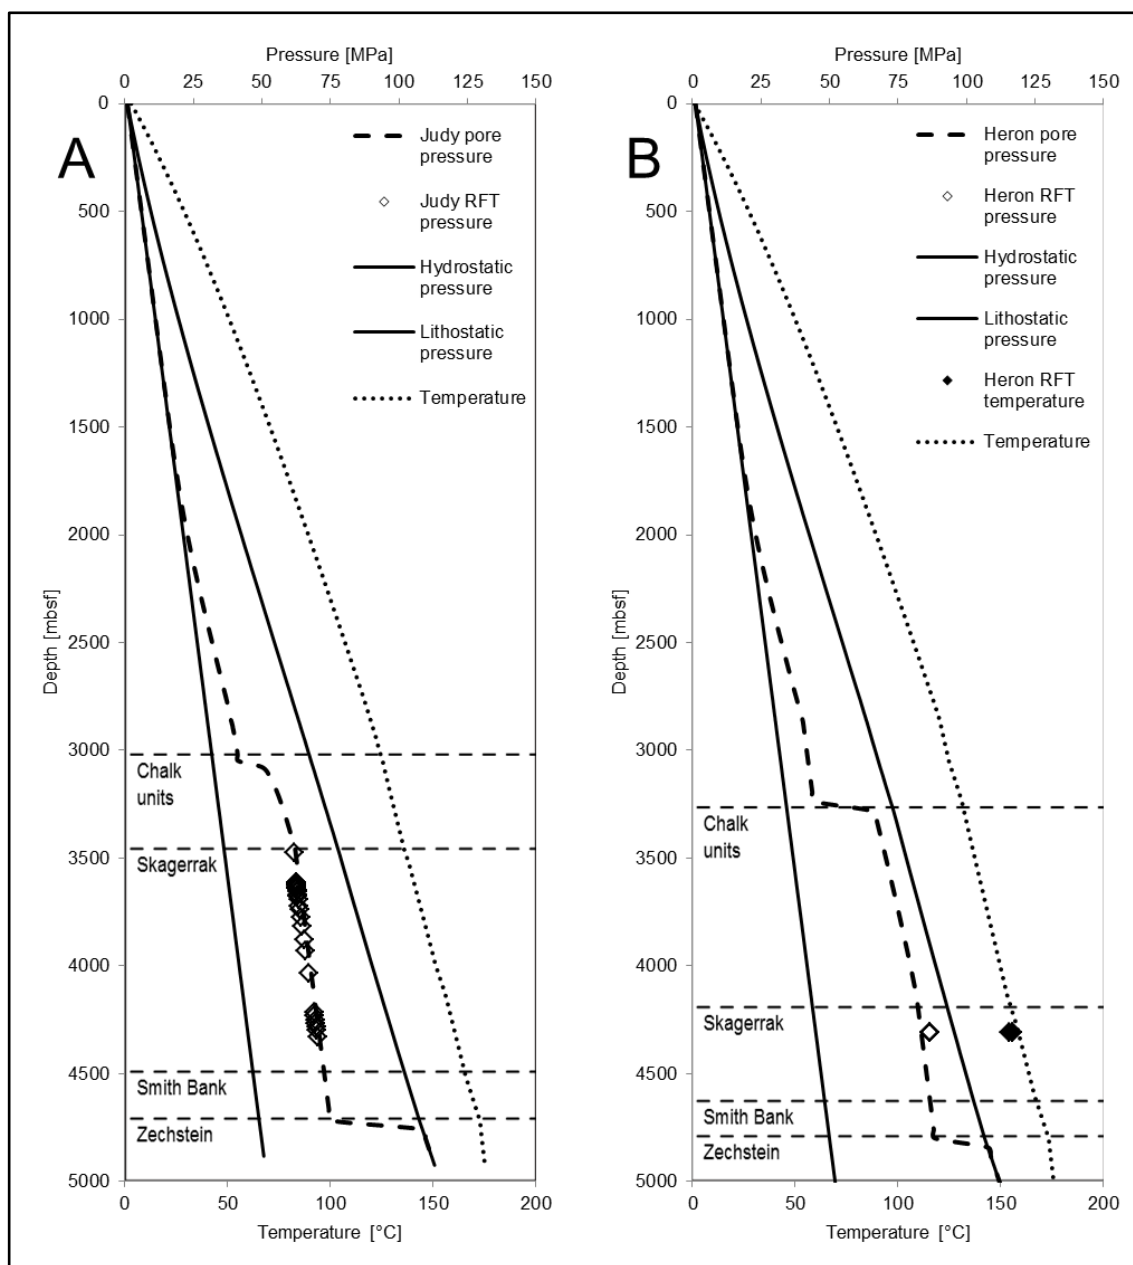 Pressure [MPa]
0 25 50 75 100 125 150
A
Judy pore
pressure
Judy RFT
pressure
Hydrostatic
pressure
Lithostatic
pressure
Temperature
0
500
1000
1500
2000
2500
3000
3500
4000
4500
5000
Depth [mbsf]
Chalk
units
Skagerrak
Smith Bank
Zechstein
0 50 100 150 200
Temperature [°C]
Pressure [MPa]
0 25 50 75 100 125 150
B
Heron pore
pressure
Heron RFT
pressure
Hydrostatic
pressure
Lithostatic
pressure
Heron RFT
temperature
Temperature
0
500
1000
1500
2000
2500
3000
3500
4000
4500
5000
Depth [mbsf]
Chalk
units
Skagerrak
Smith Bank
Zechstein
0 50 100 150 200
Temperature [°C]